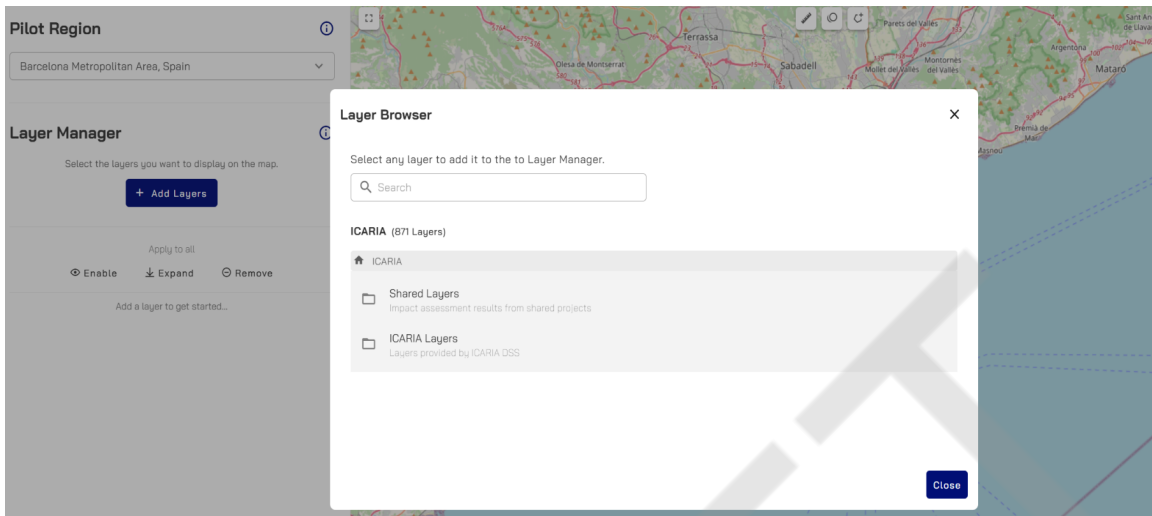 Pilot Region
Barcelona Metropolitan Area, Spain
Layer Manager
Select the layers you want to display on the map.
+ Add Layers
Apply to all
Enable
Expand
Remove
Add a layer to get started...
Layer Browser
Select any layer to add it to the to Layer Manager.
Search
ICARIA (871 Layers)
ICARIA
Shared Layers
Impact assessment results from shared projects
ICARIA Layers
Layers provided by ICARIA DSS
Close
Terrassa
Olesa de Montserrat
Sabadell
Parets del Vallès
Mollet del Vallès
Montornès
del Vallès
Argentona
Mataró
Premià de
Mar